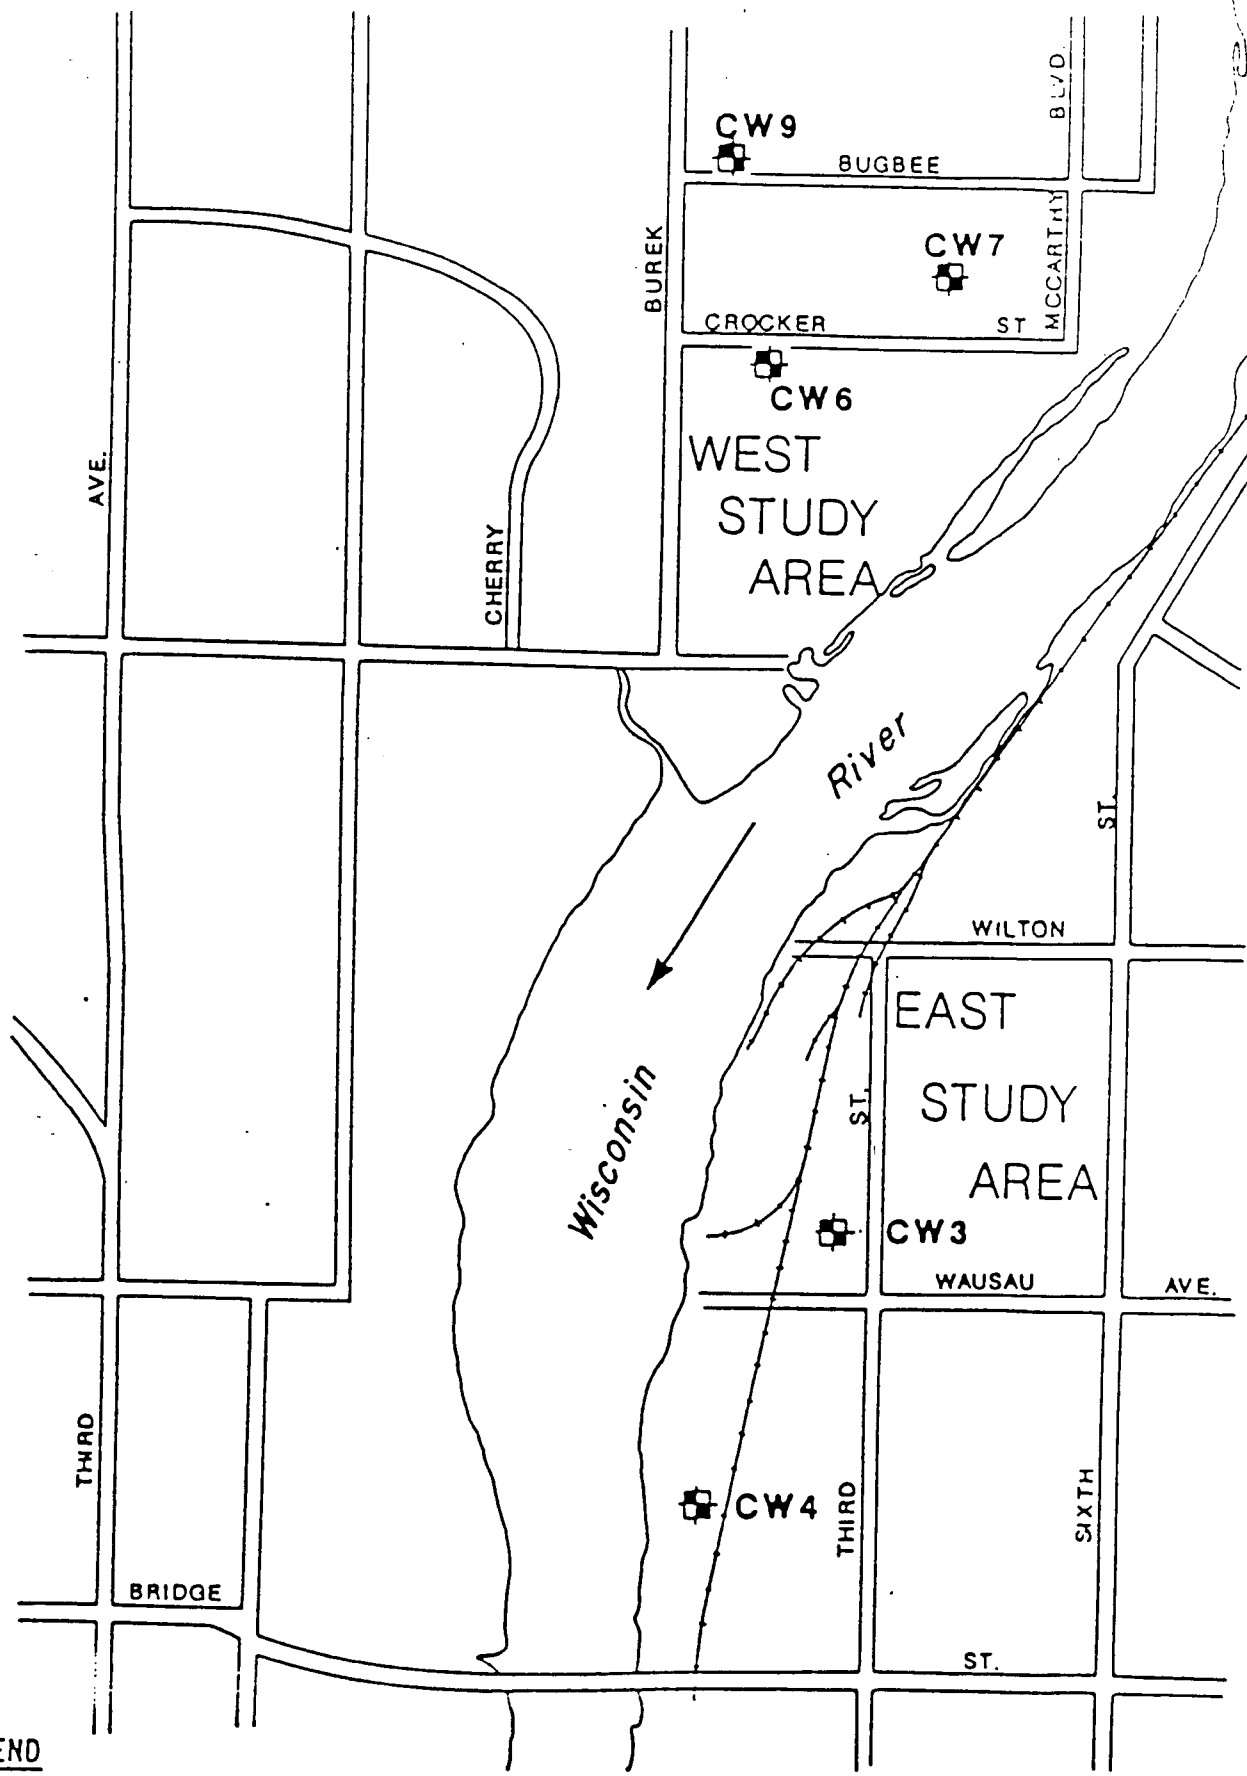 BLVD.
CW9
BUGBEE
MCCARTHY
BUREK
CW7
CROCKER ST
CW6
WEST
STUDY
AREA
AVE.
CHERRY
River
ST.
WILTON
EAST
STUDY
AREA
ST.
Wisconsin
CW3
WAUSAU AVE.
THIRD
CW4
THIRD
SIXTH
BRIDGE
ST.
END